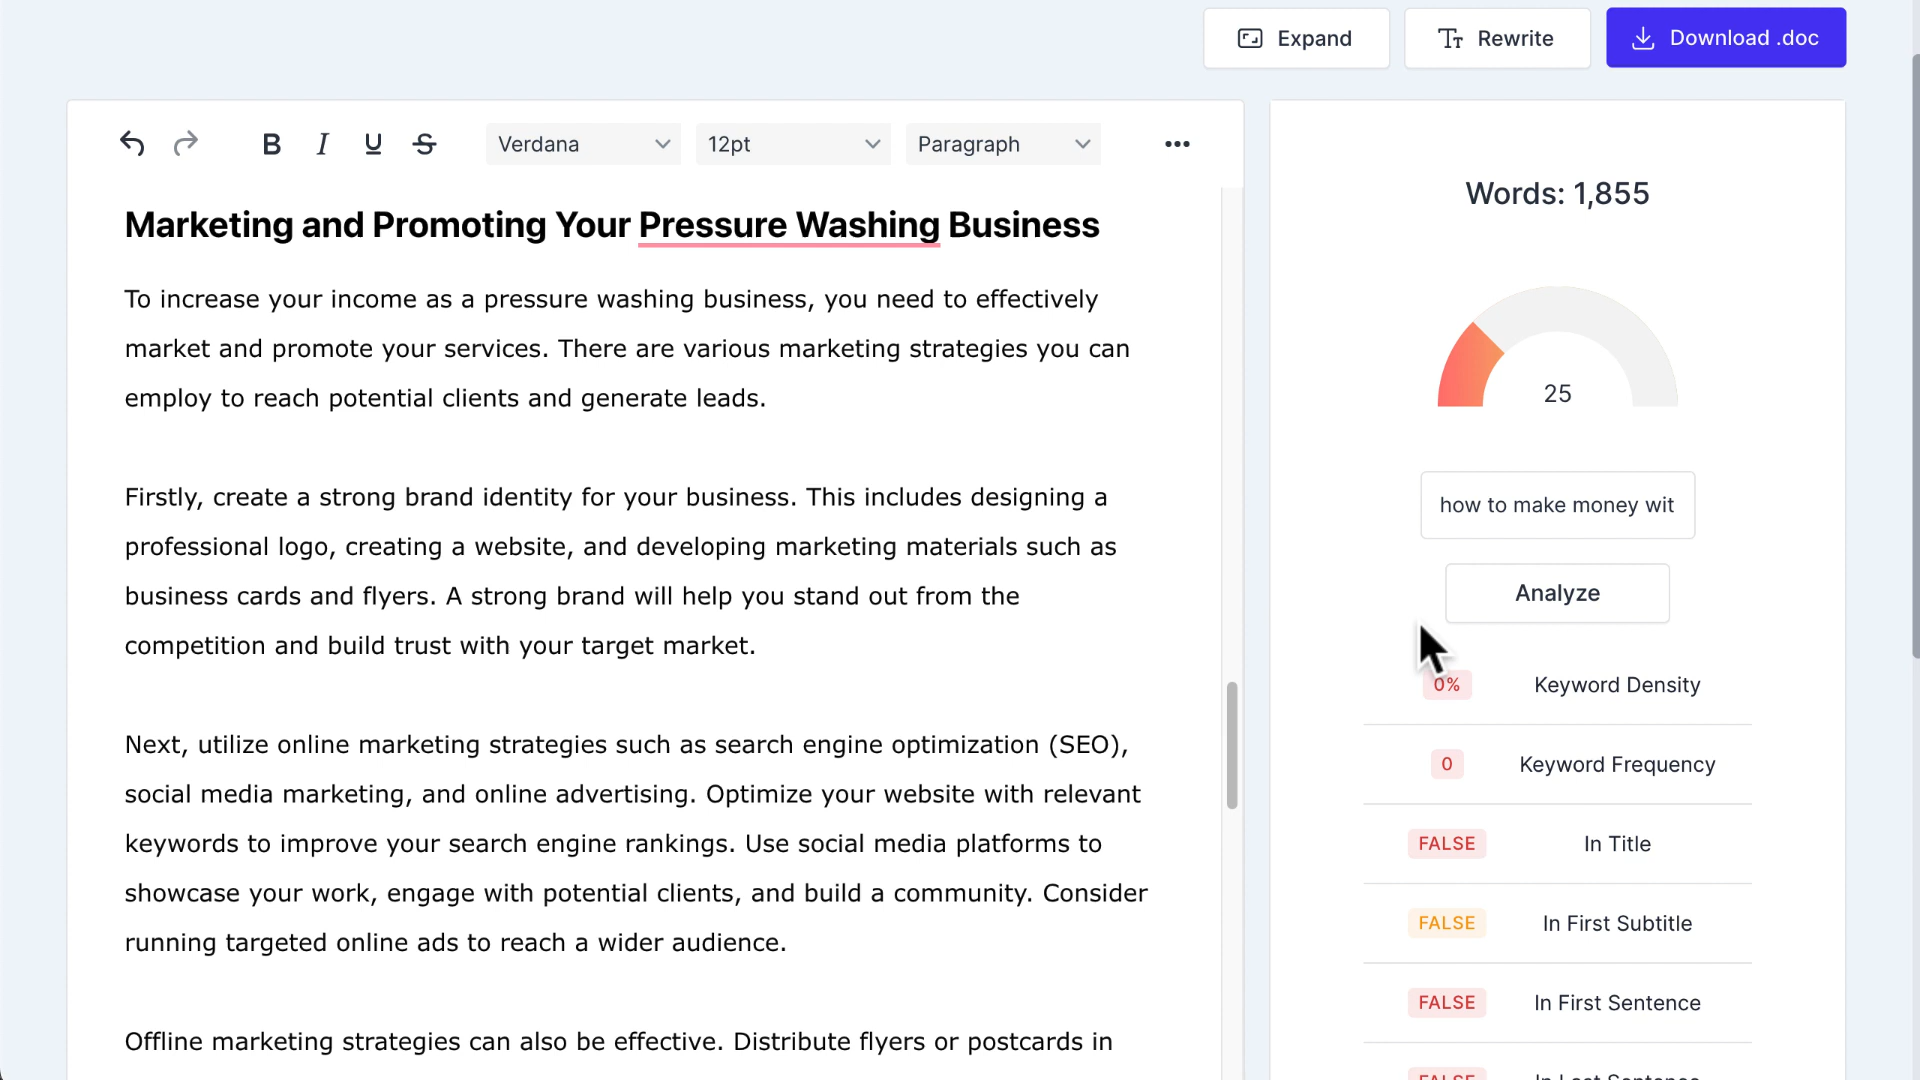 Expand
Rewrite
Download .doc
B I U S
Verdana
12pt
Paragraph
Marketing and Promoting Your Pressure Washing Business
To increase your income as a pressure washing business, you need to effectively
market and promote your services. There are various marketing strategies you can
employ to reach potential clients and generate leads.
Firstly, create a strong brand identity for your business. This includes designing a
professional logo, creating a website, and developing marketing materials such as
business cards and flyers. A strong brand will help you stand out from the
competition and build trust with your target market.
Next, utilize online marketing strategies such as search engine optimization (SEO),
social media marketing, and online advertising. Optimize your website with relevant
keywords to improve your search engine rankings. Use social media platforms to
showcase your work, engage with potential clients, and build a community. Consider
running targeted online ads to reach a wider audience.
Offline marketing strategies can also be effective. Distribute flyers or postcards in
Words: 1,855
25
how to make money wit
Analyze
0% Keyword Density
0 Keyword Frequency
FALSE In Title
FALSE In First Subtitle
FALSE In First Sentence
FALSE In Last Sentence